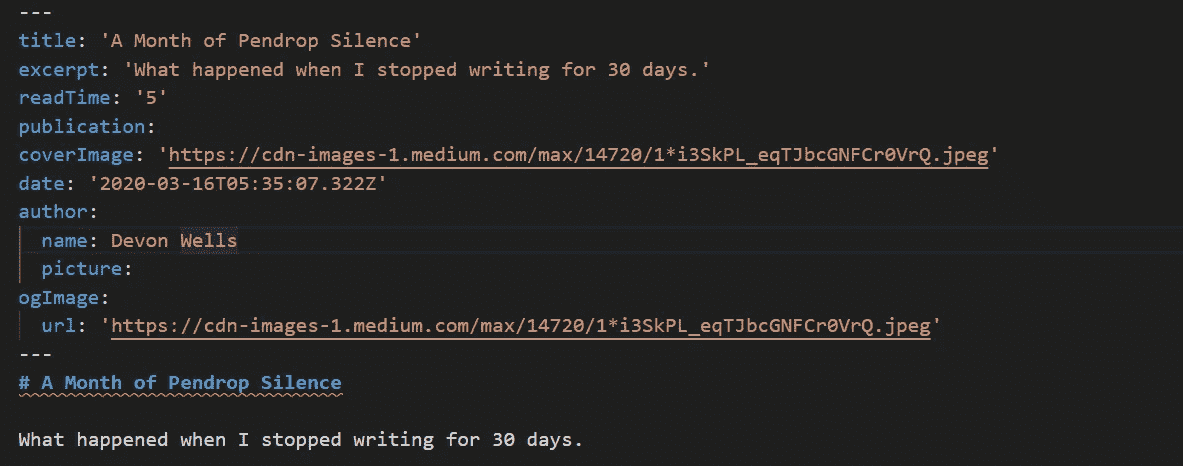 ---
title: 'A Month of Pendrop Silence'
excerpt: 'What happened when I stopped writing for 30 days.'
readTime: '5'
publication:
coverImage: 'https://cdn-images-1.medium.com/max/14720/1*i3SkPL_eqTJbcGNFCr0VrQ.jpeg'
date: '2020-03-16T05:35:07.322Z'
author:
  name: Devon Wells
  picture:
ogImage:
  url: 'https://cdn-images-1.medium.com/max/14720/1*i3SkPL_eqTJbcGNFCr0VrQ.jpeg'
---
# A Month of Pendrop Silence
What happened when I stopped writing for 30 days.